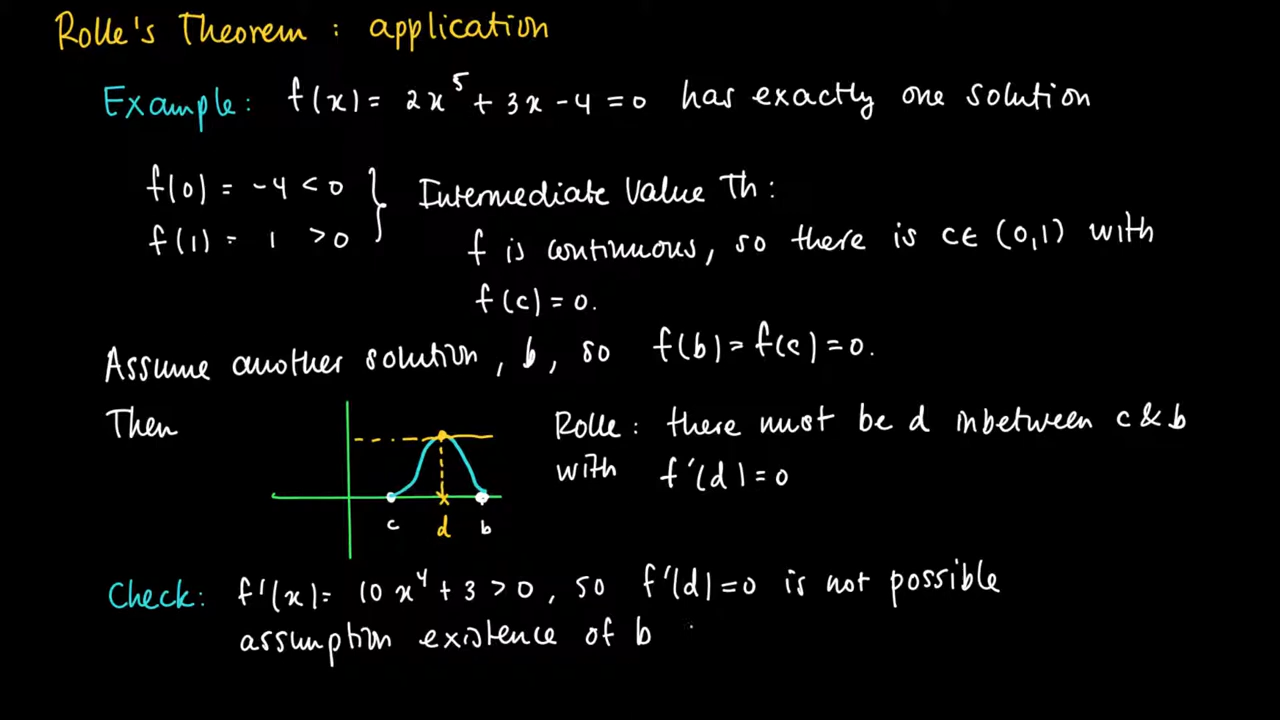 Rolle's Theorem : application
Example: f(x) = 2x⁵ + 3x - 4 = 0 has exactly one solution
f(0) = -4 < 0
f(1) = 1 > 0
Intermediate Value Th:
f is continuous, so there is c ∈ (0,1) with
f(c) = 0.
Assume another solution, b, so f(b) = f(c) = 0.
Then
Rolle: there must be d inbetween c & b
with f'(d) = 0
c d b
Check: f'(x) = 10x⁴ + 3 > 0, so f'(d) = 0 is not possible
assumption existence of b